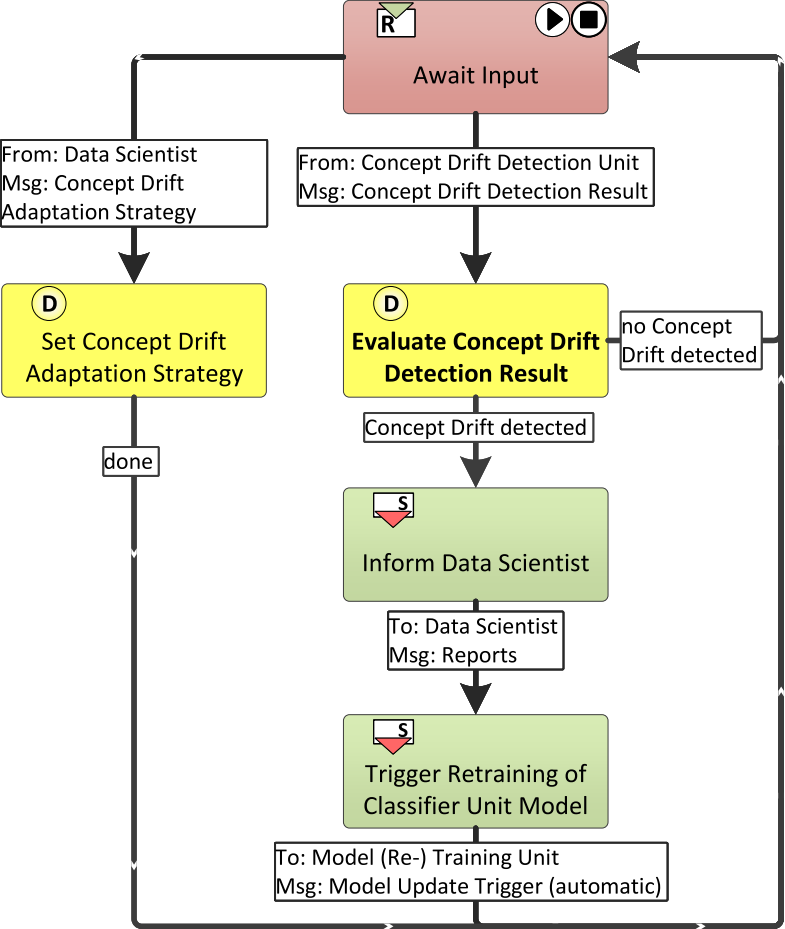 R
Await Input
From: Data Scientist
Msg: Concept Drift
Adaptation Strategy
From: Concept Drift Detection Unit
Msg: Concept Drift Detection Result
D
Set Concept Drift
Adaptation Strategy
D
Evaluate Concept Drift
Detection Result
no Concept
Drift detected
Concept Drift detected
done
S
Inform Data Scientist
To: Data Scientist
Msg: Reports
S
Trigger Retraining of
Classifier Unit Model
To: Model (Re-) Training Unit
Msg: Model Update Trigger (automatic)